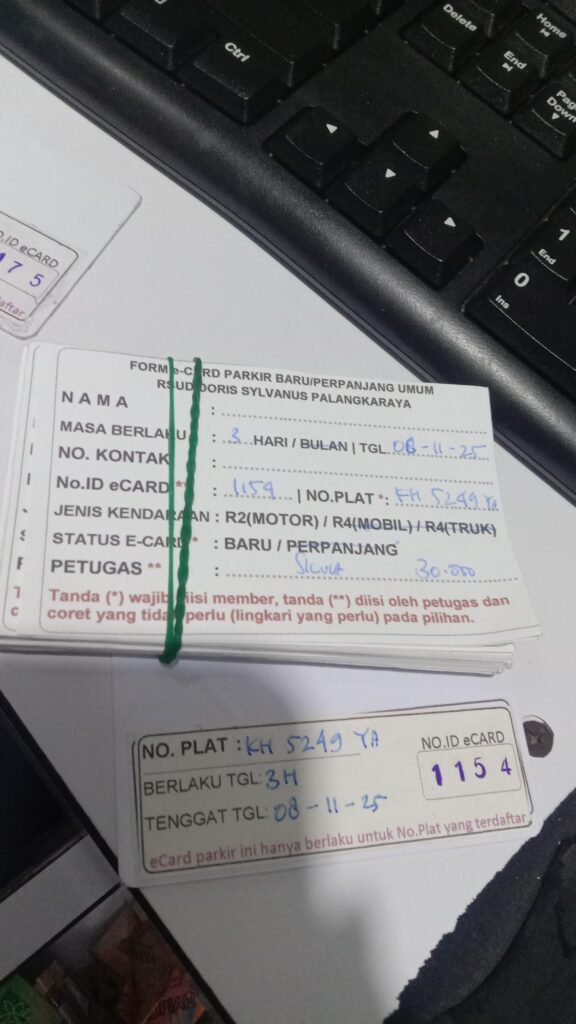 Delete
Home
End
Page
Down
Ctrl
1
End
0
Ins
NO.ID eCARD
175
FORM e-CARD PARKIR BARU/PERPANJANG UMUM
RSUD DORIS SYLVANUS PALANGKARAYA
NAMA :
MASA BERLAKU : 3 HARI / BULAN | TGL. 08-11-25
NO. KONTAK :
No.ID eCARD ** : 1154 | NO.PLAT *: KH 5249 YA
JENIS KENDARAAN : R2(MOTOR) / R4(MOBIL) / R4(TRUK)
STATUS E-CARD * : BARU / PERPANJANG
PETUGAS ** : 30.000
Tanda (*) wajib diisi member, tanda (**) diisi oleh petugas dan
coret yang tidak perlu (lingkari yang perlu) pada pilihan.
NO. PLAT : KH 5249 YA
NO.ID eCARD
1154
BERLAKU TGL: 3H
TENGGAT TGL: 08-11-25
eCard parkir ini hanya berlaku untuk No.Plat yang terdaftar